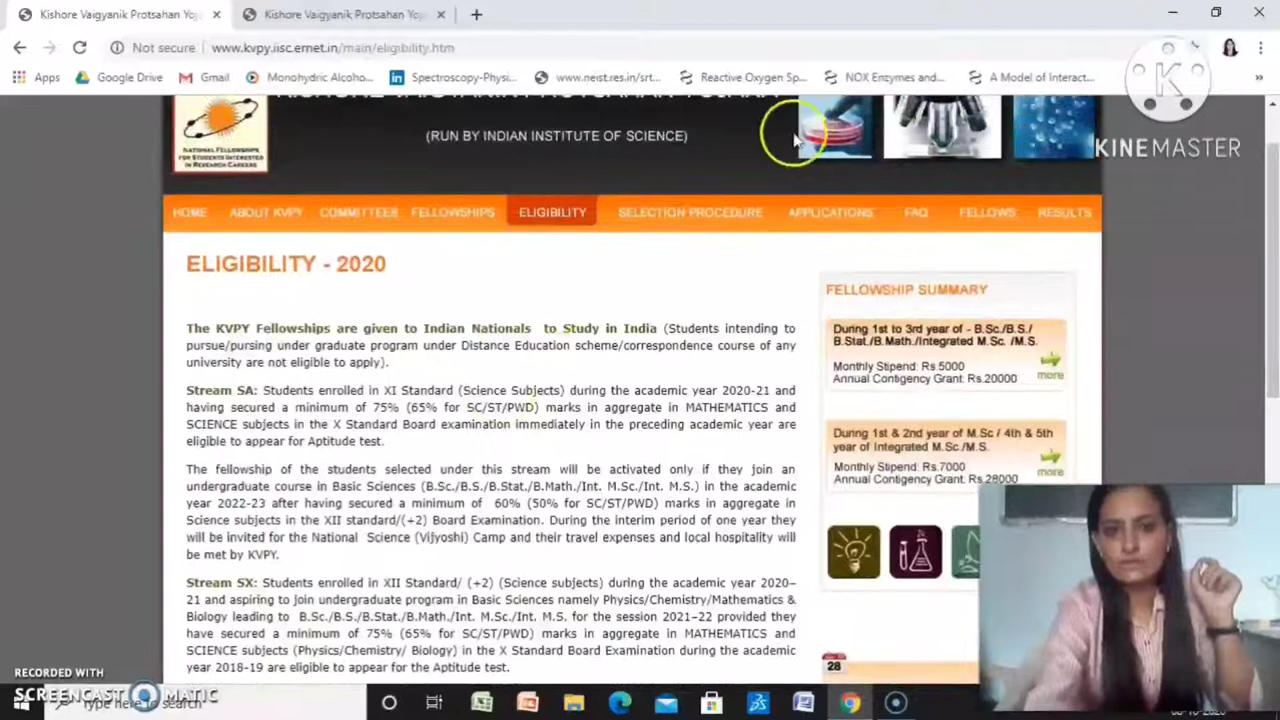 Kishore Vaigyanik Protsahan Yoj
Kishore Vaigyanik Protsahan Yoj
Not secure
www.kvpy.iisc.ernet.in/main/eligibility.htm
Apps
Google Drive
Gmail
Monohydric Alcoho...
Spectroscopy-Physi...
www.neist.res.in/srt...
Reactive Oxygen Sp...
NOX Enzymes and...
A Model of Interact...
K
KINEMASTER
NATIONAL FELLOWSHIPS
FOR STUDENTS INTERESTED
IN RESEARCH CAREERS
(RUN BY INDIAN INSTITUTE OF SCIENCE)
HOME ABOUT KVPY COMMITTEES FELLOWSHIPS ELIGIBILITY SELECTION PROCEDURE APPLICATIONS FAQ FELLOWS RESULTS
ELIGIBILITY - 2020
The KVPY Fellowships are given to Indian Nationals to Study in India (Students intending to
pursue/pursing under graduate program under Distance Education scheme/correspondence course of any
university are not eligible to apply).
Stream SA: Students enrolled in XI Standard (Science Subjects) during the academic year 2020-21 and
having secured a minimum of 75% (65% for SC/ST/PWD) marks in aggregate in MATHEMATICS and
SCIENCE subjects in the X Standard Board examination immediately in the preceding academic year are
eligible to appear for Aptitude test.
The fellowship of the students selected under this stream will be activated only if they join an
undergraduate course in Basic Sciences (B.Sc./B.S./B.Stat./B.Math./Int. M.Sc./Int. M.S.) in the academic
year 2022-23 after having secured a minimum of 60% (50% for SC/ST/PWD) marks in aggregate in
Science subjects in the XII standard/(+2) Board Examination. During the interim period of one year they
will be invited for the National Science (Vijyoshi) Camp and their travel expenses and local hospitality will
be met by KVPY.
Stream SX: Students enrolled in XII Standard/ (+2) (Science subjects) during the academic year 2020–
21 and aspiring to join undergraduate program in Basic Sciences namely Physics/Chemistry/Mathematics &
Biology leading to B.Sc./B.S./B.Stat./B.Math./Int. M.Sc./Int. M.S. for the session 2021–22 provided they
have secured a minimum of 75% (65% for SC/ST/PWD) marks in aggregate in MATHEMATICS and
SCIENCE subjects (Physics/Chemistry/ Biology) in the X Standard Board Examination during the academic
year 2018-19 are eligible to appear for the Aptitude test.
FELLOWSHIP SUMMARY
During 1st to 3rd year of - B.Sc./B.S./
B.Stat./B.Math./Integrated M.Sc. /M.S.
Monthly Stipend: Rs.5000
Annual Contigency Grant: Rs.20000
more
During 1st & 2nd year of M.Sc / 4th & 5th
year of Integrated M.Sc./M.S.
Monthly Stipend: Rs.7000
Annual Contigency Grant: Rs.28000
more
28
RECORDED WITH
SCREENCAST MATIC
Type here to search